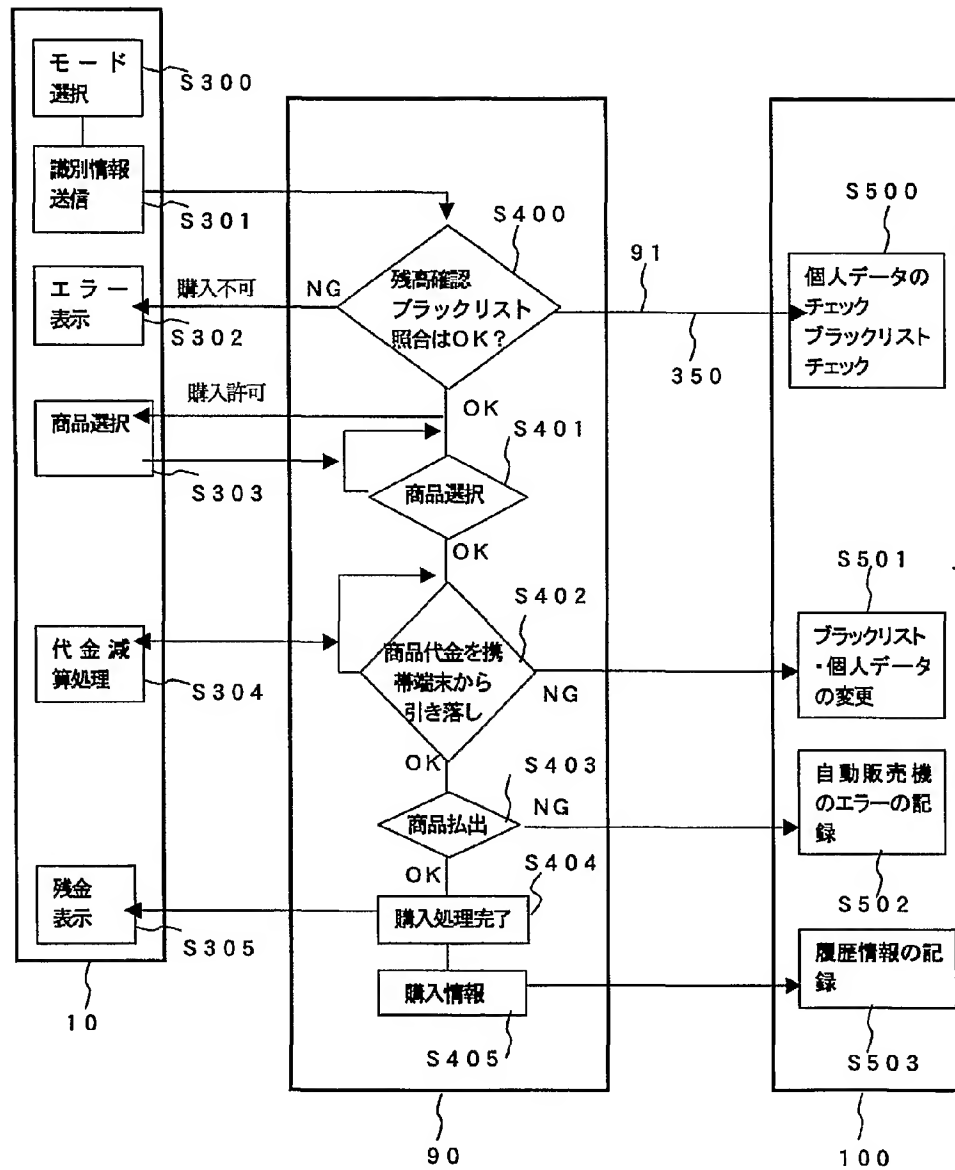 モード
選択
S300
識別情報
送信
S301
エラー
表示
S302
購入不可
NG
残高確認
ブラックリスト
照合はOK?
S400
91
350
S500
個人データの
チェック
ブラックリスト
チェック
購入許可
OK
商品選択
S303
S401
商品選択
OK
S402
代金減
算処理
S304
商品代金を携
帯端末から
引き落し
NG
S501
ブラックリスト
・個人データ
の変更
OK
S403
商品払出
NG
自動販売機
のエラーの記
録
S502
OK
S404
残金
表示
S305
購入処理完了
購入情報
S405
履歴情報の記
録
S503
10
90
100